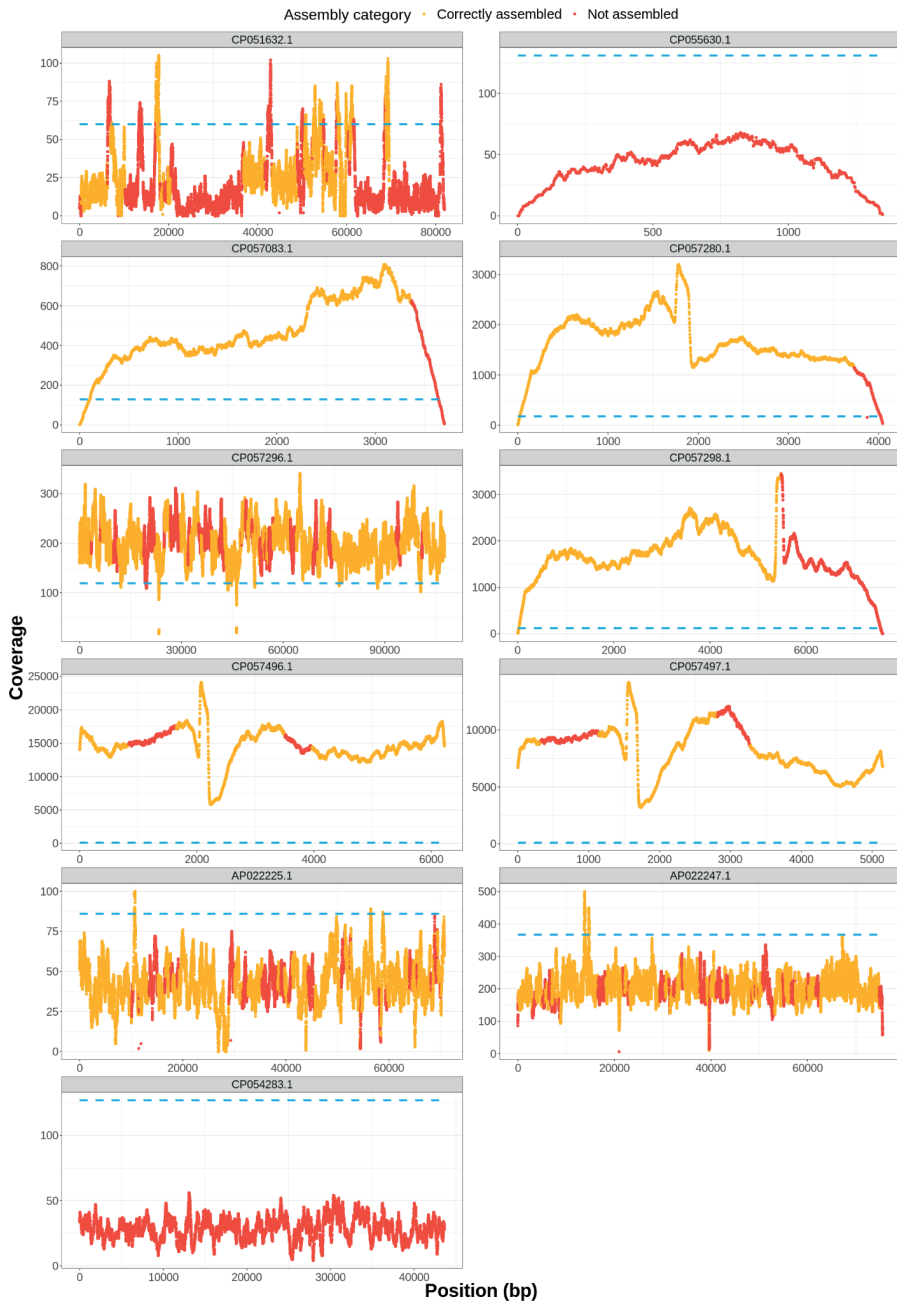 Assembly category • Correctly assembled • Not assembled
CP051632.1
CP055630.1
100
75
50
25
0
0 20000 40000 60000 80000
100
50
0
0 500 1000
CP057083.1
CP057280.1
800
600
400
200
0
0 1000 2000 3000
3000
2000
1000
0
0 1000 2000 3000 4000
CP057296.1
CP057298.1
300
200
100
0 30000 60000 90000
3000
2000
1000
0
0 2000 4000 6000
CP057496.1
CP057497.1
25000
20000
15000
10000
5000
0
0 2000 4000 6000
10000
5000
0
0 1000 2000 3000 4000 5000
AP022225.1
AP022247.1
100
75
50
25
0
0 20000 40000 60000
500
400
300
200
100
0
0 20000 40000 60000
CP054283.1
100
50
0
0 10000 20000 30000 40000
Coverage
Position (bp)